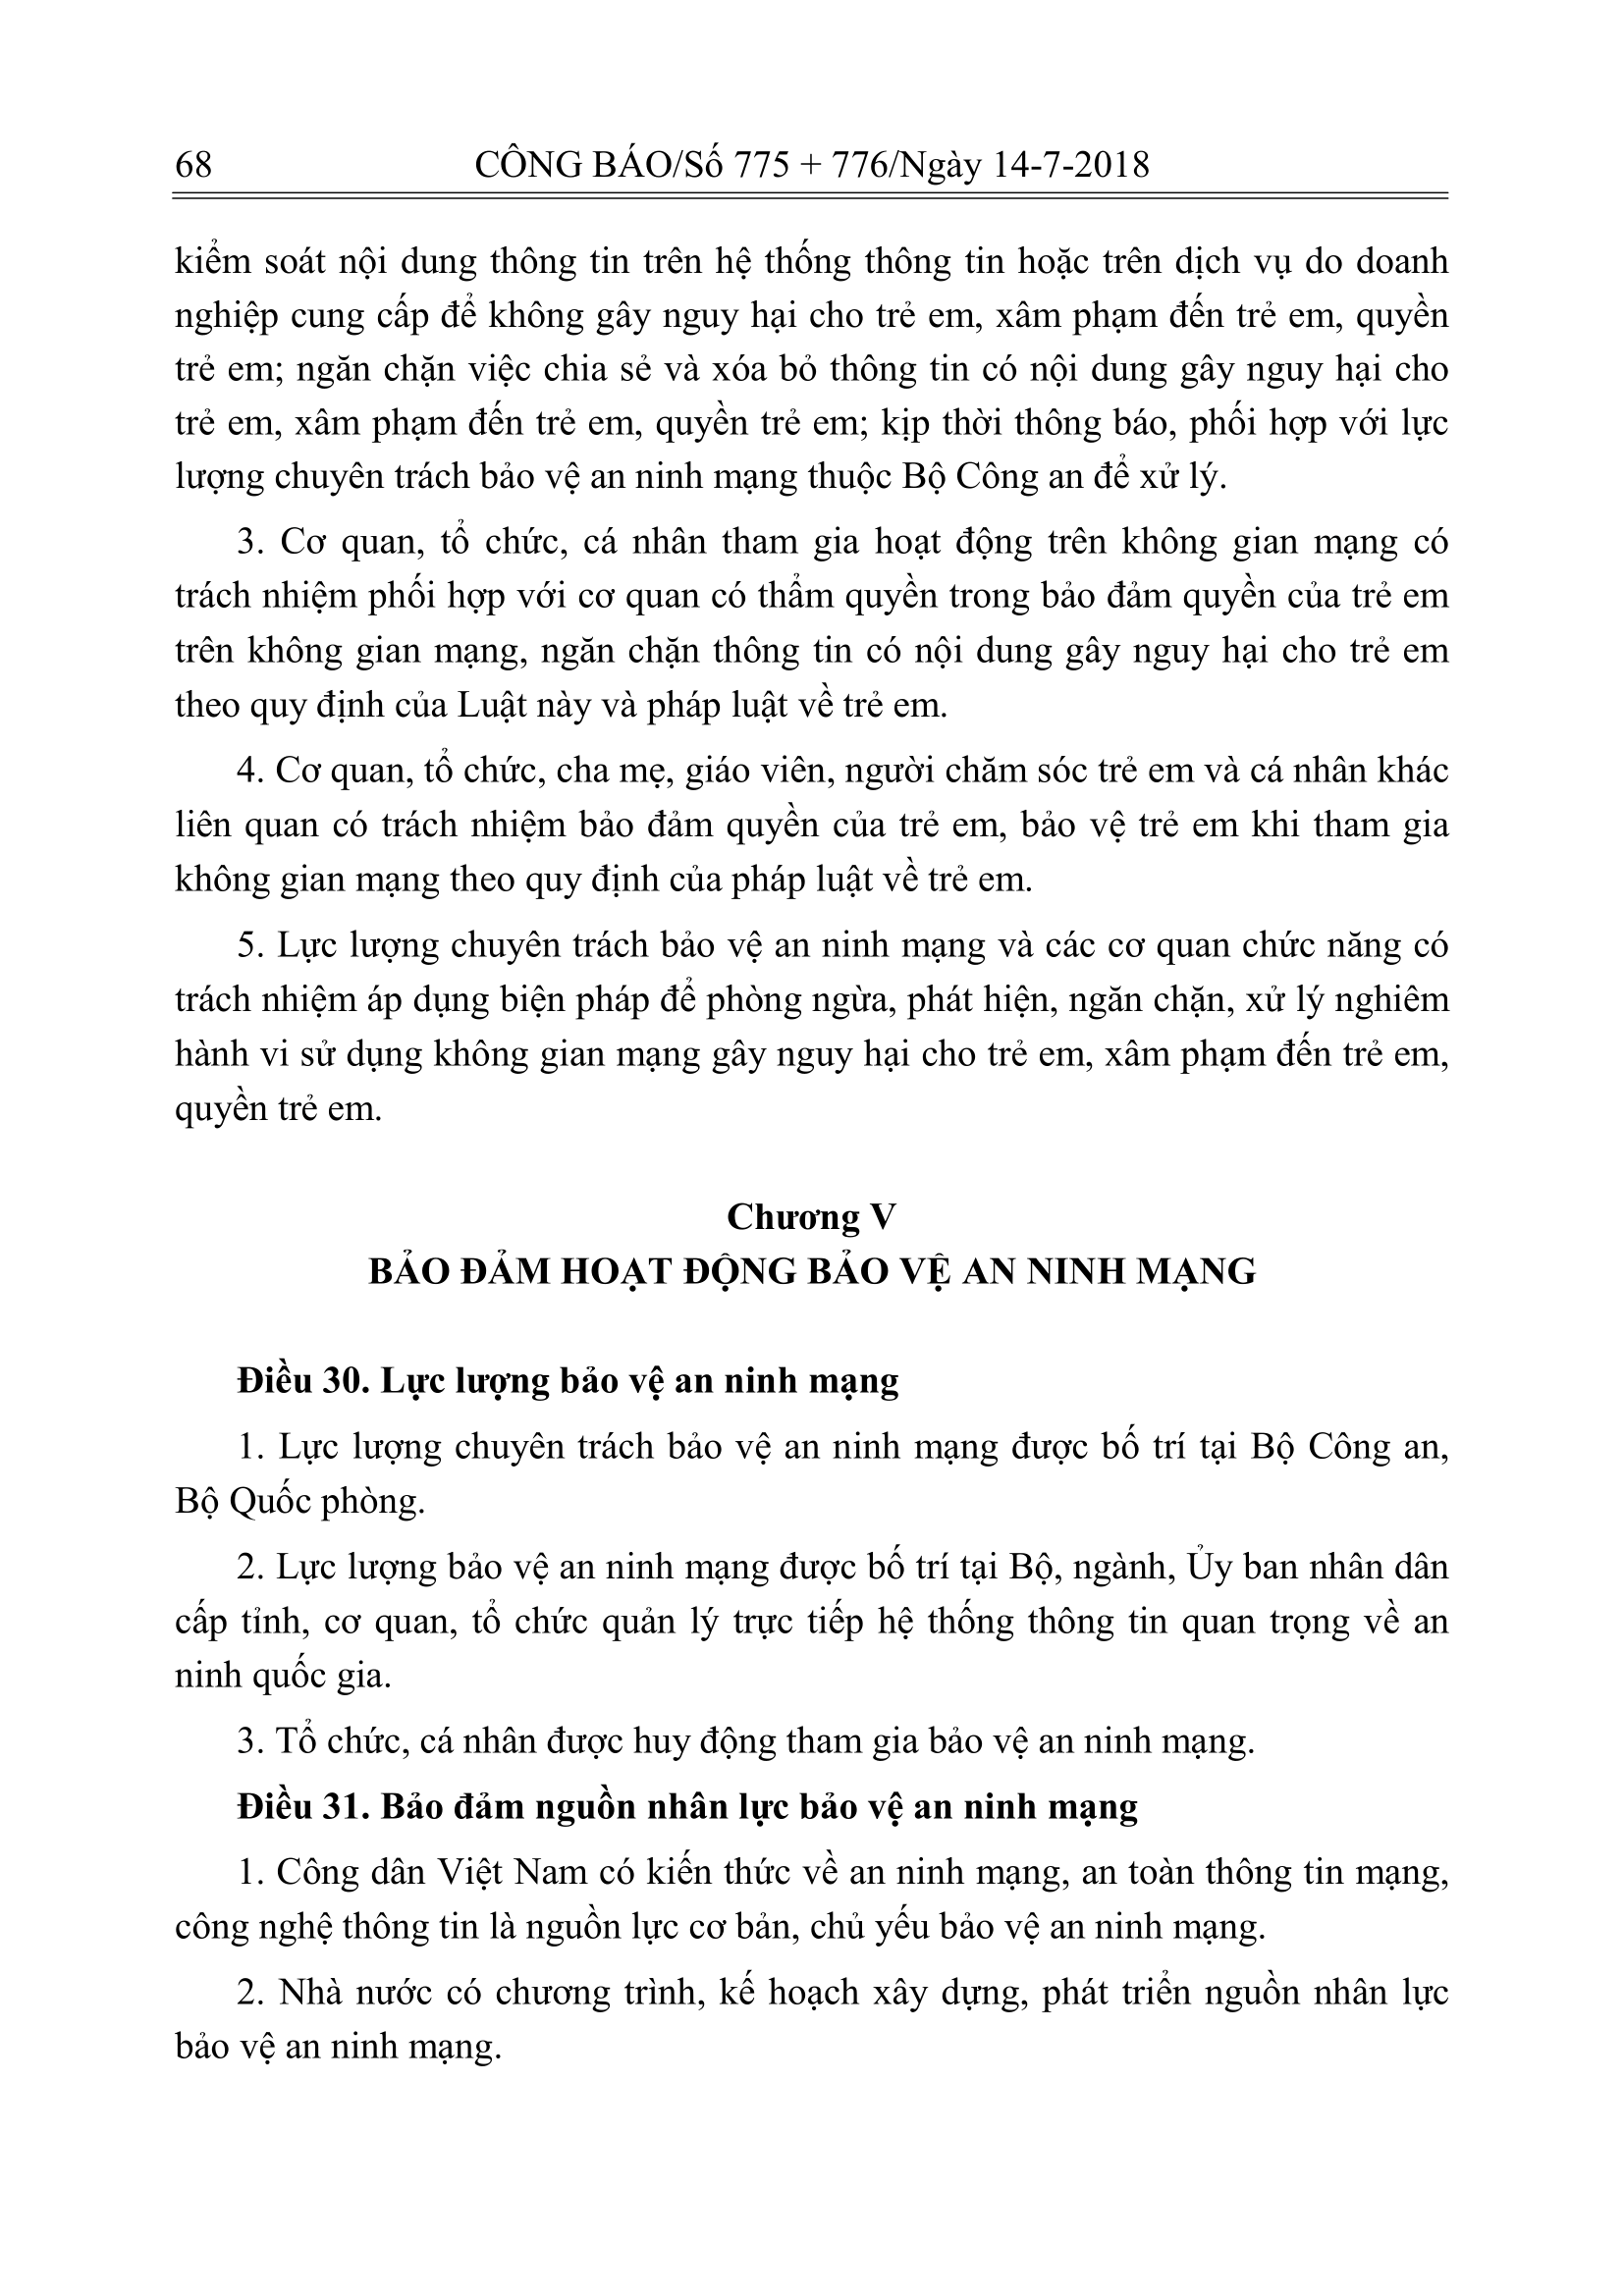 68
CÔNG BÁO/Số 775 + 776/Ngày 14-7-2018
kiểm soát nội dung thông tin trên hệ thống thông tin hoặc trên dịch vụ do doanh
nghiệp cung cấp để không gây nguy hại cho trẻ em, xâm phạm đến trẻ em, quyền
trẻ em; ngăn chặn việc chia sẻ và xóa bỏ thông tin có nội dung gây nguy hại cho
trẻ em, xâm phạm đến trẻ em, quyền trẻ em; kịp thời thông báo, phối hợp với lực
lượng chuyên trách bảo vệ an ninh mạng thuộc Bộ Công an để xử lý.
3. Cơ quan, tổ chức, cá nhân tham gia hoạt động trên không gian mạng có
trách nhiệm phối hợp với cơ quan có thẩm quyền trong bảo đảm quyền của trẻ em
trên không gian mạng, ngăn chặn thông tin có nội dung gây nguy hại cho trẻ em
theo quy định của Luật này và pháp luật về trẻ em.
4. Cơ quan, tổ chức, cha mẹ, giáo viên, người chăm sóc trẻ em và cá nhân khác
liên quan có trách nhiệm bảo đảm quyền của trẻ em, bảo vệ trẻ em khi tham gia
không gian mạng theo quy định của pháp luật về trẻ em.
5. Lực lượng chuyên trách bảo vệ an ninh mạng và các cơ quan chức năng có
trách nhiệm áp dụng biện pháp để phòng ngừa, phát hiện, ngăn chặn, xử lý nghiêm
hành vi sử dụng không gian mạng gây nguy hại cho trẻ em, xâm phạm đến trẻ em,
quyền trẻ em.
Chương V
BẢO ĐẢM HOẠT ĐỘNG BẢO VỆ AN NINH MẠNG
Điều 30. Lực lượng bảo vệ an ninh mạng
1. Lực lượng chuyên trách bảo vệ an ninh mạng được bố trí tại Bộ Công an,
Bộ Quốc phòng.
2. Lực lượng bảo vệ an ninh mạng được bố trí tại Bộ, ngành, Ủy ban nhân dân
cấp tỉnh, cơ quan, tổ chức quản lý trực tiếp hệ thống thông tin quan trọng về an
ninh quốc gia.
3. Tổ chức, cá nhân được huy động tham gia bảo vệ an ninh mạng.
Điều 31. Bảo đảm nguồn nhân lực bảo vệ an ninh mạng
1. Công dân Việt Nam có kiến thức về an ninh mạng, an toàn thông tin mạng,
công nghệ thông tin là nguồn lực cơ bản, chủ yếu bảo vệ an ninh mạng.
2. Nhà nước có chương trình, kế hoạch xây dựng, phát triển nguồn nhân lực
bảo vệ an ninh mạng.